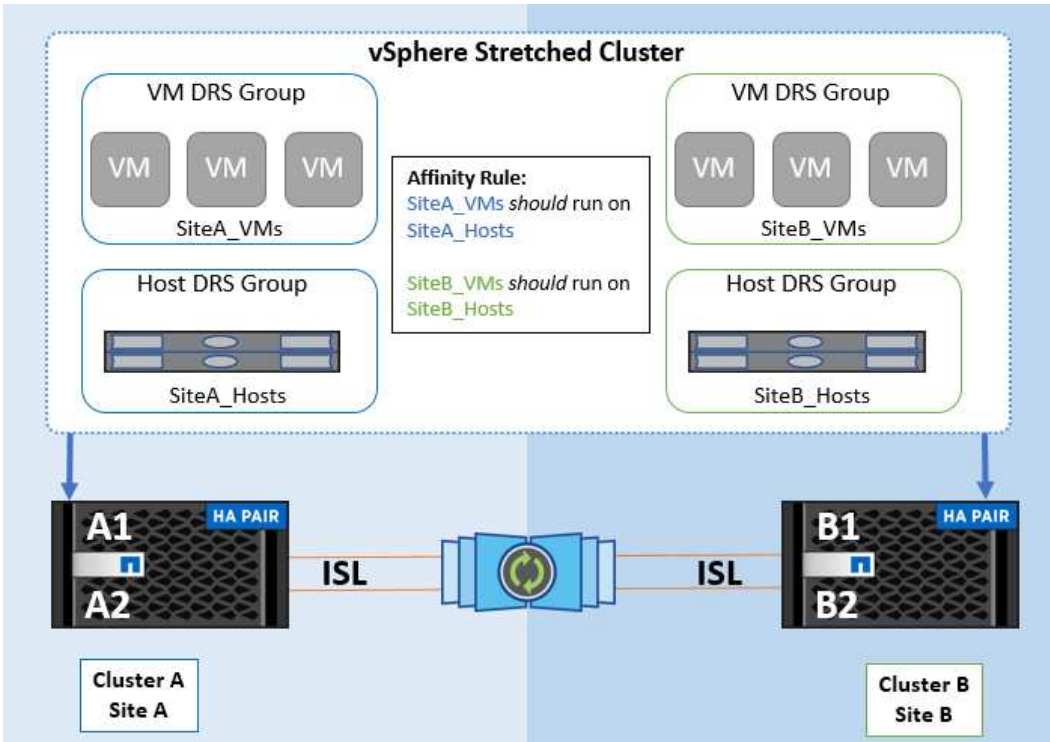 vSphere Stretched Cluster
VM DRS Group
VM VM VM
SiteA_VMs
Host DRS Group
SiteA_Hosts
Affinity Rule:
SiteA_VMs should run on
SiteA_Hosts
SiteB_VMs should run on
SiteB_Hosts
VM DRS Group
VM VM VM
SiteB_VMs
Host DRS Group
SiteB_Hosts
A1
HA PAIR
A2
ISL
ISL
B1
HA PAIR
B2
Cluster A
Site A
Cluster B
Site B